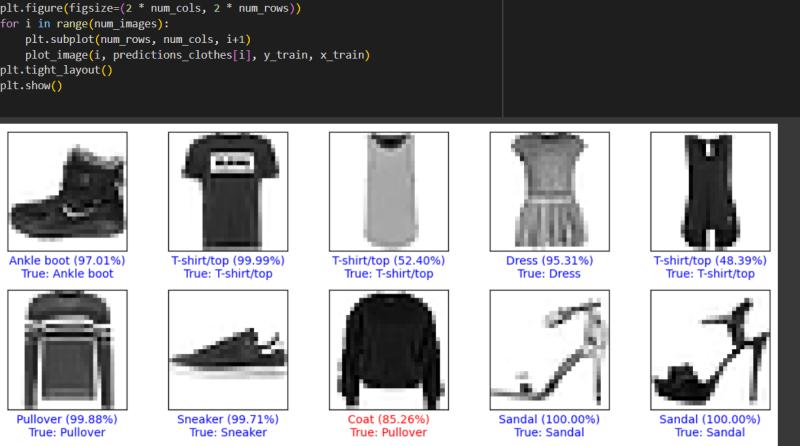 plt.figure(figsize=(2 * num_cols, 2 * num_rows))
for i in range(num_images):
    plt.subplot(num_rows, num_cols, i+1)
    plot_image(i, predictions_clothes[i], y_train, x_train)
plt.tight_layout()
plt.show()
Ankle boot (97.01%)
True: Ankle boot
T-shirt/top (99.99%)
True: T-shirt/top
T-shirt/top (52.40%)
True: T-shirt/top
Dress (95.31%)
True: Dress
T-shirt/top (48.39%)
True: T-shirt/top
Pullover (99.88%)
True: Pullover
Sneaker (99.71%)
True: Sneaker
Coat (85.26%)
True: Pullover
Sandal (100.00%)
True: Sandal
Sandal (100.00%)
True: Sandal